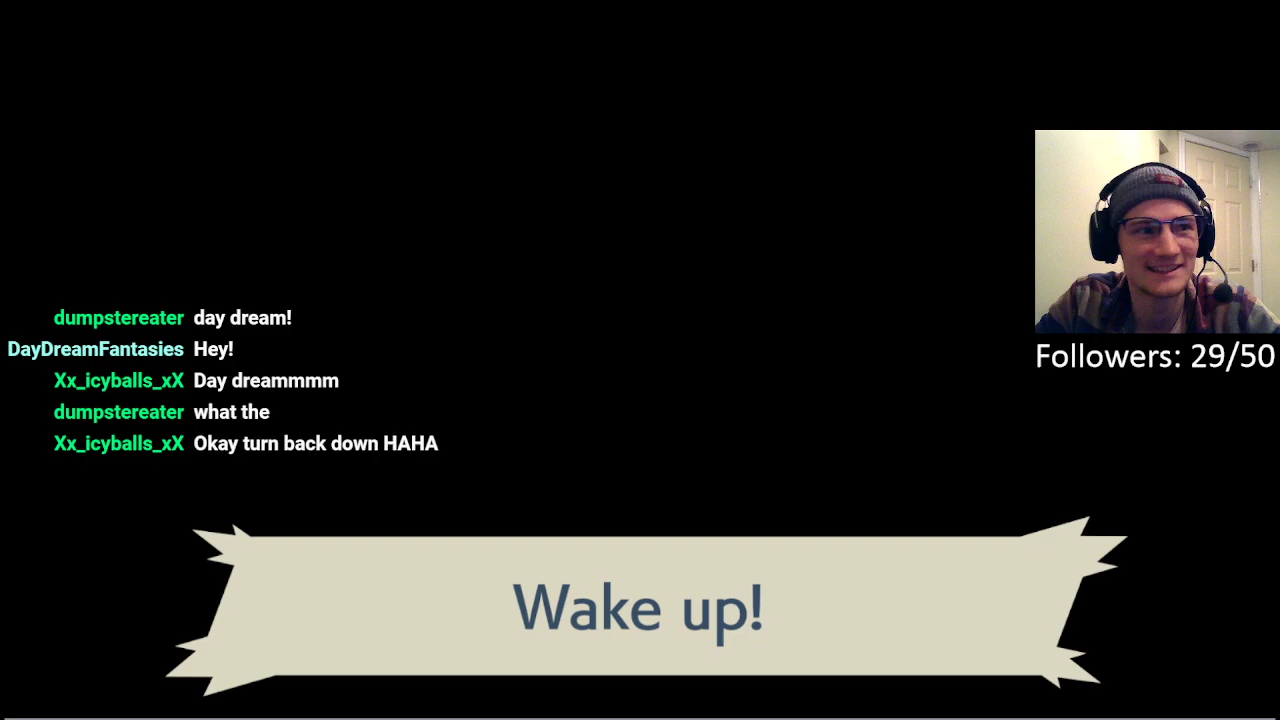 dumpstereater day dream!
DayDreamFantasies Hey!
Xx_icyballs_xX Day dreammmm
dumpstereater what the
Xx_icyballs_xX Okay turn back down HAHA
Followers: 29/50
Wake up!